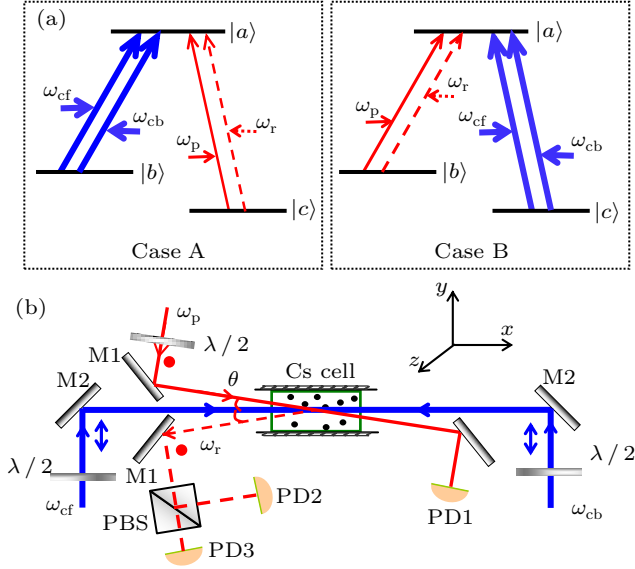 (a)
|a⟩
ω_cf
ω_cb
ω_p
ω_r
|b⟩
|c⟩
Case A
|a⟩
ω_p
ω_r
ω_cf
ω_cb
|b⟩
|c⟩
Case B
(b)
ω_p
λ/2
M1
M2
θ
Cs cell
y
x
z
M2
ω_r
M1
λ/2
ω_cf
PBS
PD2
PD3
PD1
λ/2
ω_cb